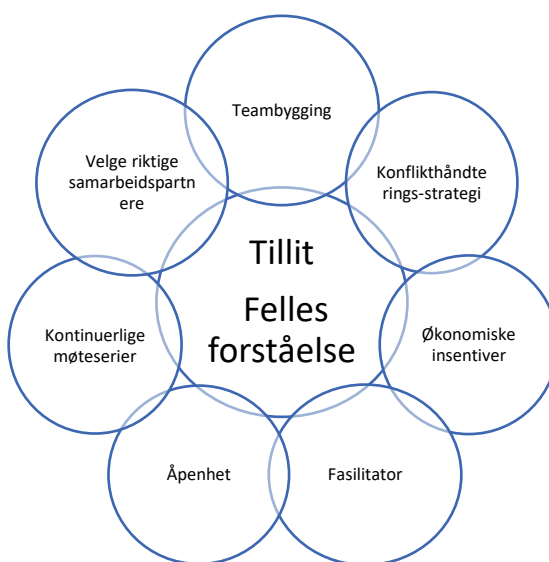 Teambygging
Velge riktige
samarbeidspartn
ere
Konflikthåndte
rings-strategi
Tillit
Felles
forståelse
Kontinuerlige
møteserier
Økonomiske
insentiver
Åpenhet
Fasilitator